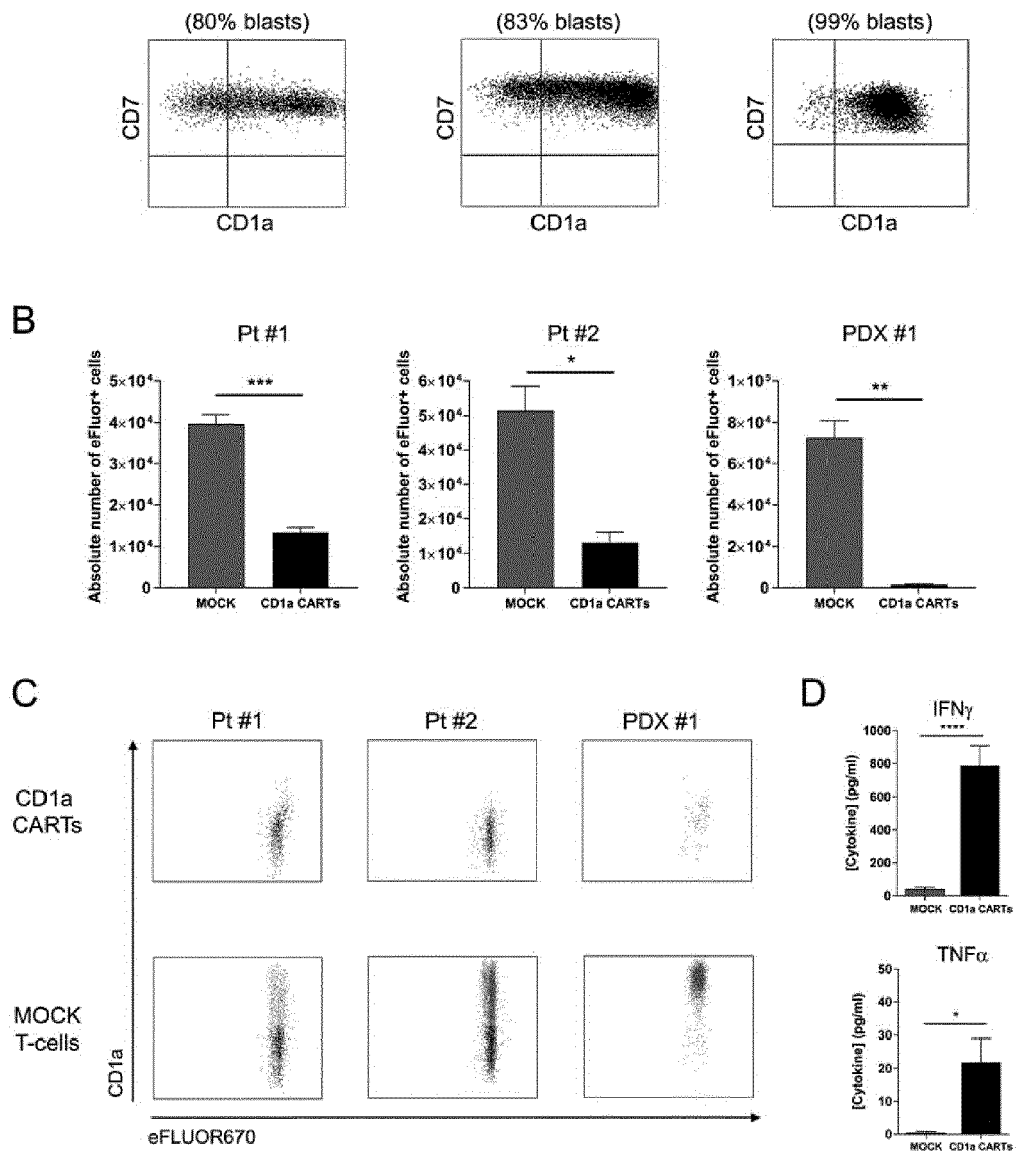 (80% blasts)
(83% blasts)
(99% blasts)
CD7
CD1a
CD7
CD1a
CD7
CD1a
B
Pt #1
Absolute number of eFluor+ cells
5×10⁴
4×10⁴
3×10⁴
2×10⁴
1×10⁴
0
***
MOCK
CD1a CARTs
Pt #2
Absolute number of eFluor+ cells
6×10⁴
5×10⁴
4×10⁴
3×10⁴
2×10⁴
1×10⁴
0
*
MOCK
CD1a CARTs
PDX #1
Absolute number of eFluor+ cells
1×10⁵
8×10⁴
6×10⁴
4×10⁴
2×10⁴
0
**
MOCK
CD1a CARTs
C
Pt #1
Pt #2
PDX #1
CD1a
CARTs
MOCK
T-cells
CD1a
eFLUOR670
D
IFNγ
[Cytokine] (pg/ml)
1000
800
600
400
200
0
****
MOCK
CD1a CARTs
TNFα
[Cytokine] (pg/ml)
50
40
30
20
10
0
*
MOCK
CD1a CARTs